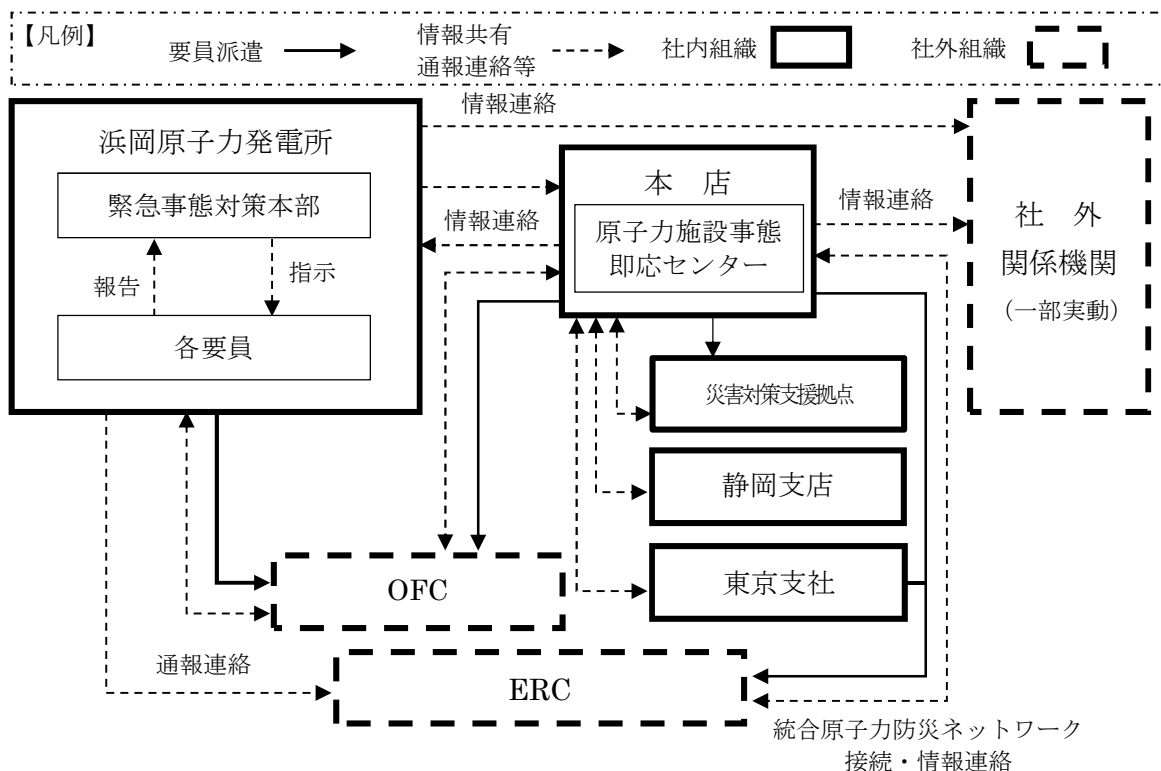 【凡例】
要員派遣
情報共有
通報連絡等
社内組織
社外組織
情報連絡
浜岡原子力発電所
緊急事態対策本部
報告
指示
各要員
情報連絡
本　店
原子力施設事態
即応センター
情報連絡
社　外
関係機関
（一部実動）
災害対策支援拠点
静岡支店
東京支社
OFC
通報連絡
ERC
統合原子力防災ネットワーク
接続・情報連絡